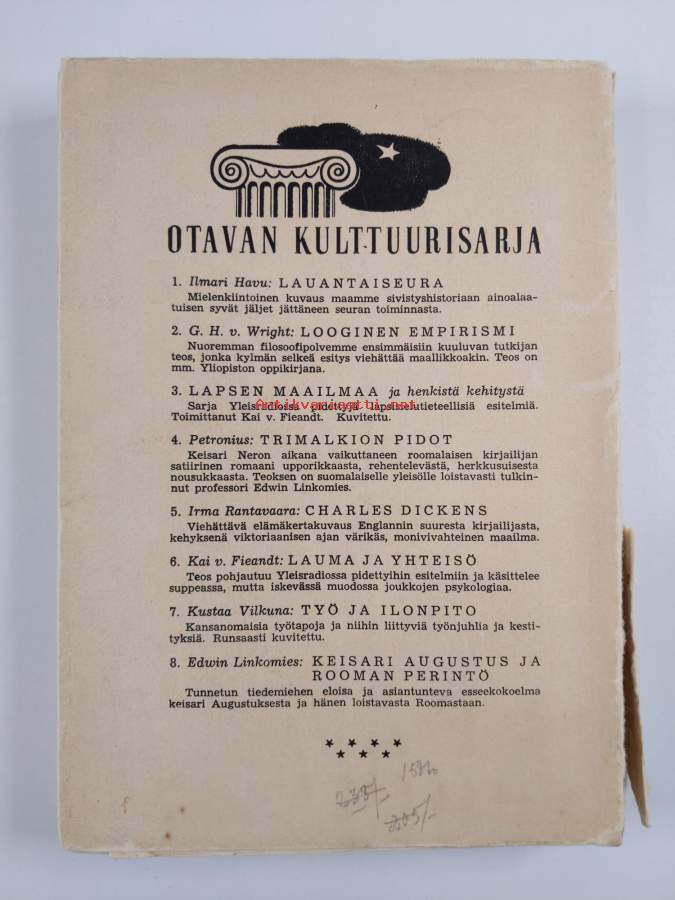 OTAVAN KULTTUURISARJA
1. Ilmari Havu: LAUANTAISEURA
Mielenkiintoinen kuvaus maamme sivistyshistoriaan ainoalaa-
tuisen syvät jäljet jättäneen seuran toiminnasta.
2. G. H. v. Wright: LOOGINEN EMPIRISMI
Nuoremman filosoofipolvemme ensimmäisiin kuuluvan tutkijan
teos, jonka kylmän selkeä esitys viehättää maallikkoakin. Teos on
mm. Yliopiston oppikirjana.
3. LAPSEN MAAILMAA ja henkistä kehitystä
Sarja Yleisradiossa pidettyjä lapsitutkimustieteellisiä esitelmiä.
Antikvariaatti.net
Toimittanut Kai v. Fieandt. Kuvitettu.
4. Petronius: TRIMALKION PIDOT
Keisari Neron aikana vaikuttaneen roomalaisen kirjailijan
satiirinen romaani upporikkaasta, rehentelevästä, herkkusuisesta
nousukkaasta. Teoksen on suomalaiselle yleisölle loistavasti tulkin-
nut professori Edwin Linkomies.
5. Irma Rantavaara: CHARLES DICKENS
Viehättävä elämäkertakuvaus Englannin suuresta kirjailijasta,
kehyksenä viktoriaanisen ajan värikäs, monivivahteinen maailma.
6. Kai v. Fieandt: LAUMA JA YHTEISÖ
Teos pohjautuu Yleisradiossa pidettyihin esitelmiin ja käsittelee
suppeassa, mutta iskevässä muodossa joukkojen psykologiaa.
7. Kustaa Vilkuna: TYÖ JA ILONPITO
Kansanomaisia työtapoja ja niihin liittyviä työnjuhlia ja kesti-
tyksiä. Runsaasti kuvitettu.
8. Edwin Linkomies: KEISARI AUGUSTUS JA
ROOMAN PERINTÖ
Tunnetun tiedemiehen eloisa ja asiantunteva esseekokoelma
keisari Augustuksesta ja hänen loistavasta Roomastaan.